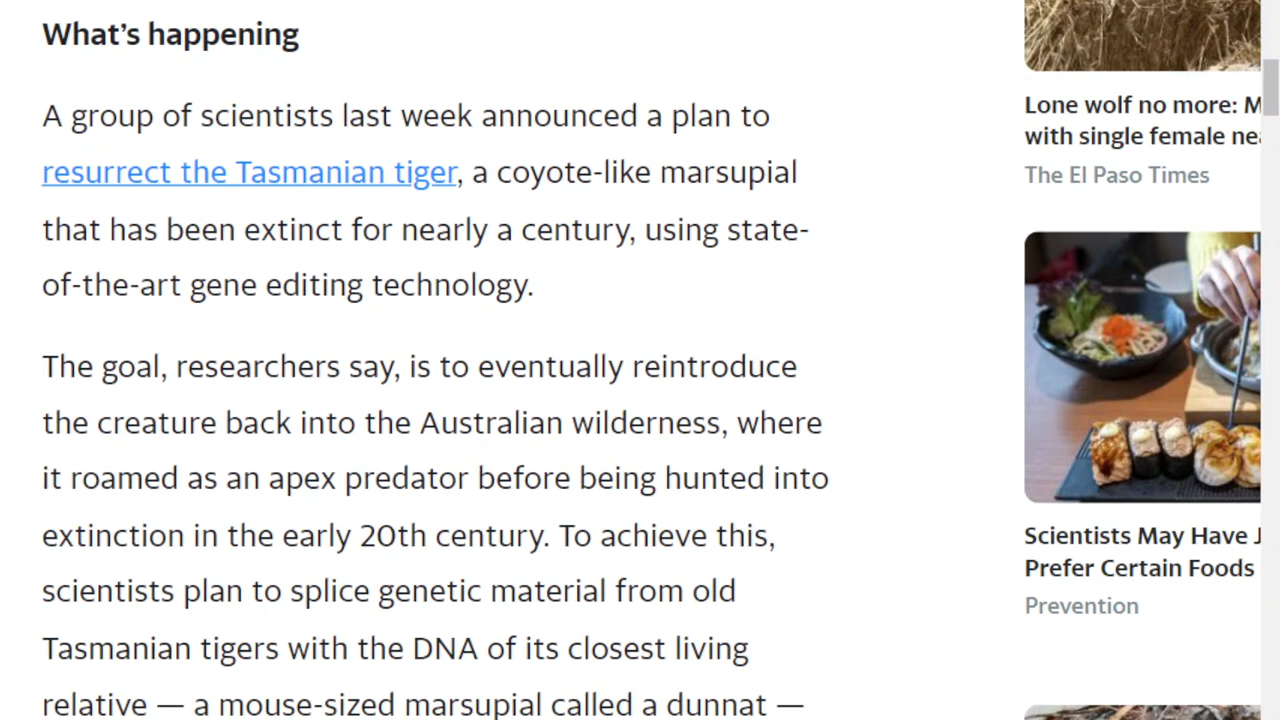 What's happening
A group of scientists last week announced a plan to
resurrect the Tasmanian tiger, a coyote-like marsupial
that has been extinct for nearly a century, using state-
of-the-art gene editing technology.
The goal, researchers say, is to eventually reintroduce
the creature back into the Australian wilderness, where
it roamed as an apex predator before being hunted into
extinction in the early 20th century. To achieve this,
scientists plan to splice genetic material from old
Tasmanian tigers with the DNA of its closest living
relative — a mouse-sized marsupial called a dunnat —
Lone wolf no more:
with single female
The El Paso Times
Scientists May Have
Prefer Certain Foods
Prevention